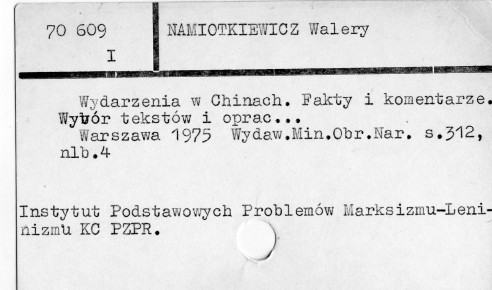 70 609
I
NAMIOTKIEWICZ Walery
Wydarzenia w Chinach. Fakty i komentarze.
Wybór tekstów i oprac...
Warszawa 1975 Wydaw.Min.Obr.Nar. s.312,
nlb.4
Instytut Podstawowych Problemów Marksizmu-Leni-
nizmu KC PZPR.